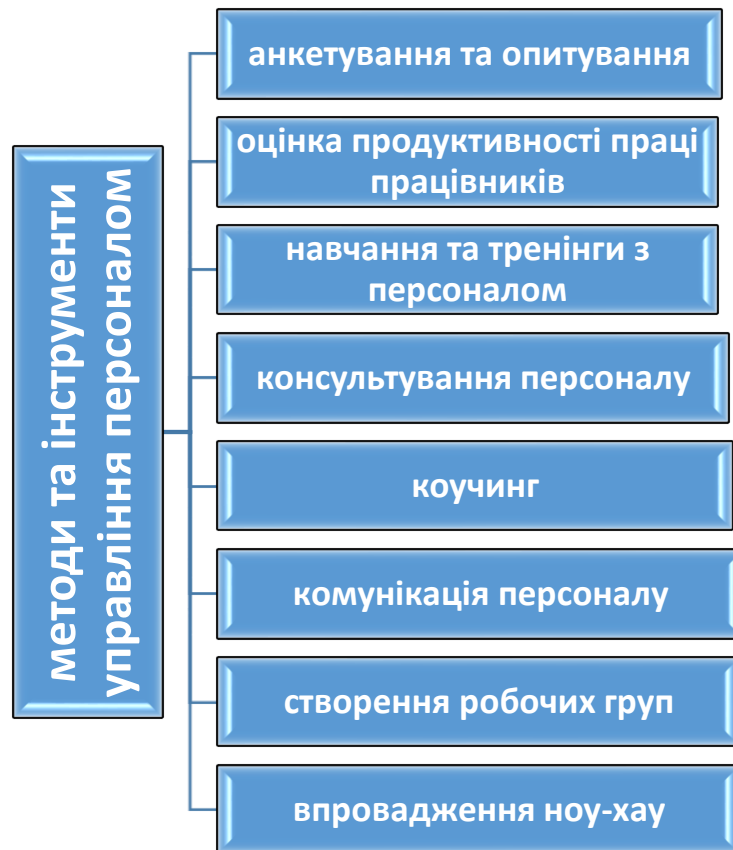 методи та інструменти
управління персоналом
анкетування та опитування
оцінка продуктивності праці
працівників
навчання та тренінги з
персоналом
консультування персоналу
коучинг
комунікація персоналу
створення робочих груп
впровадження ноу-хау